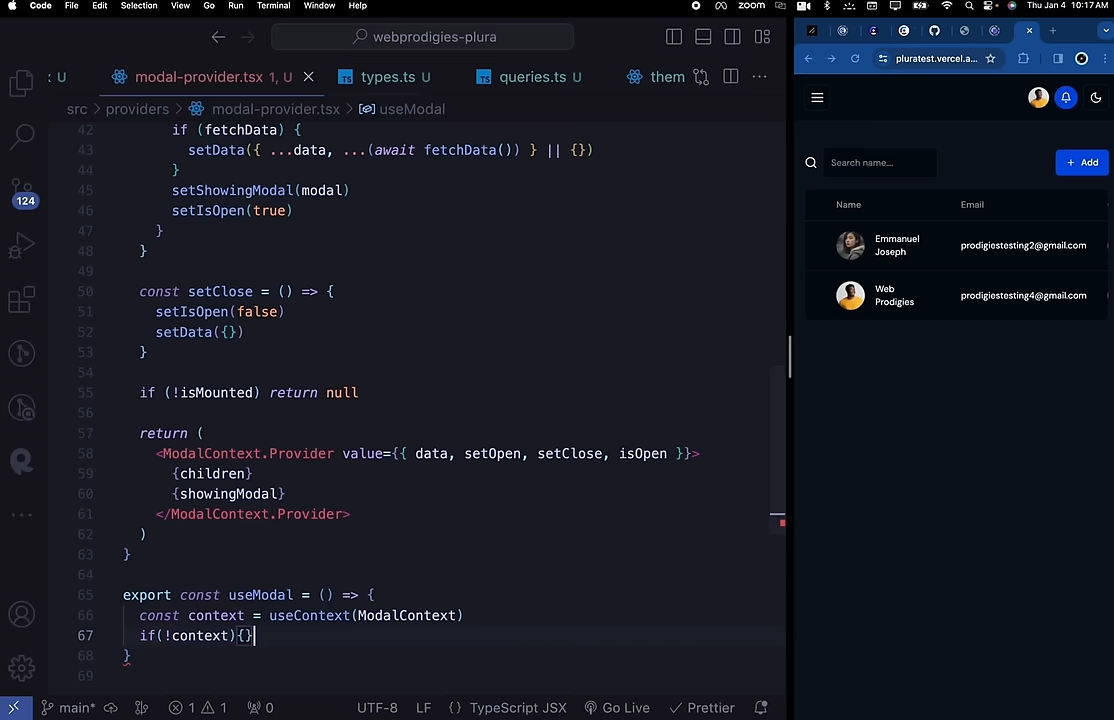 Code File Edit Selection View Go Run Terminal Window Help zoom Thu Jan 4 10:17 AM
webprodigies-plura
: U modal-provider.tsx 1, U types.ts U queries.ts U them
src > providers > modal-provider.tsx > useModal
42 if (fetchData) {
43 setData({ ...data, ...(await fetchData()) } || {})
44 }
45 setShowingModal(modal)
46 setIsOpen(true)
47 }
48 }
49
50 const setClose = () => {
51 setIsOpen(false)
52 setData({})
53 }
54
55 if (!isMounted) return null
56
57 return (
58 <ModalContext.Provider value={{ data, setOpen, setClose, isOpen }}>
59 {children}
60 {showingModal}
61 </ModalContext.Provider>
62 )
63 }
64
65 export const useModal = () => {
66 const context = useContext(ModalContext)
67 if(!context){}
68 }
69
124
main* 1 1 0 UTF-8 LF {} TypeScript JSX Go Live Prettier
pluratest.vercel.a...
Search name...
+ Add
Name Email
Emmanuel
Joseph
prodigiestesting2@gmail.com
Web
Prodigies
prodigiestesting4@gmail.com